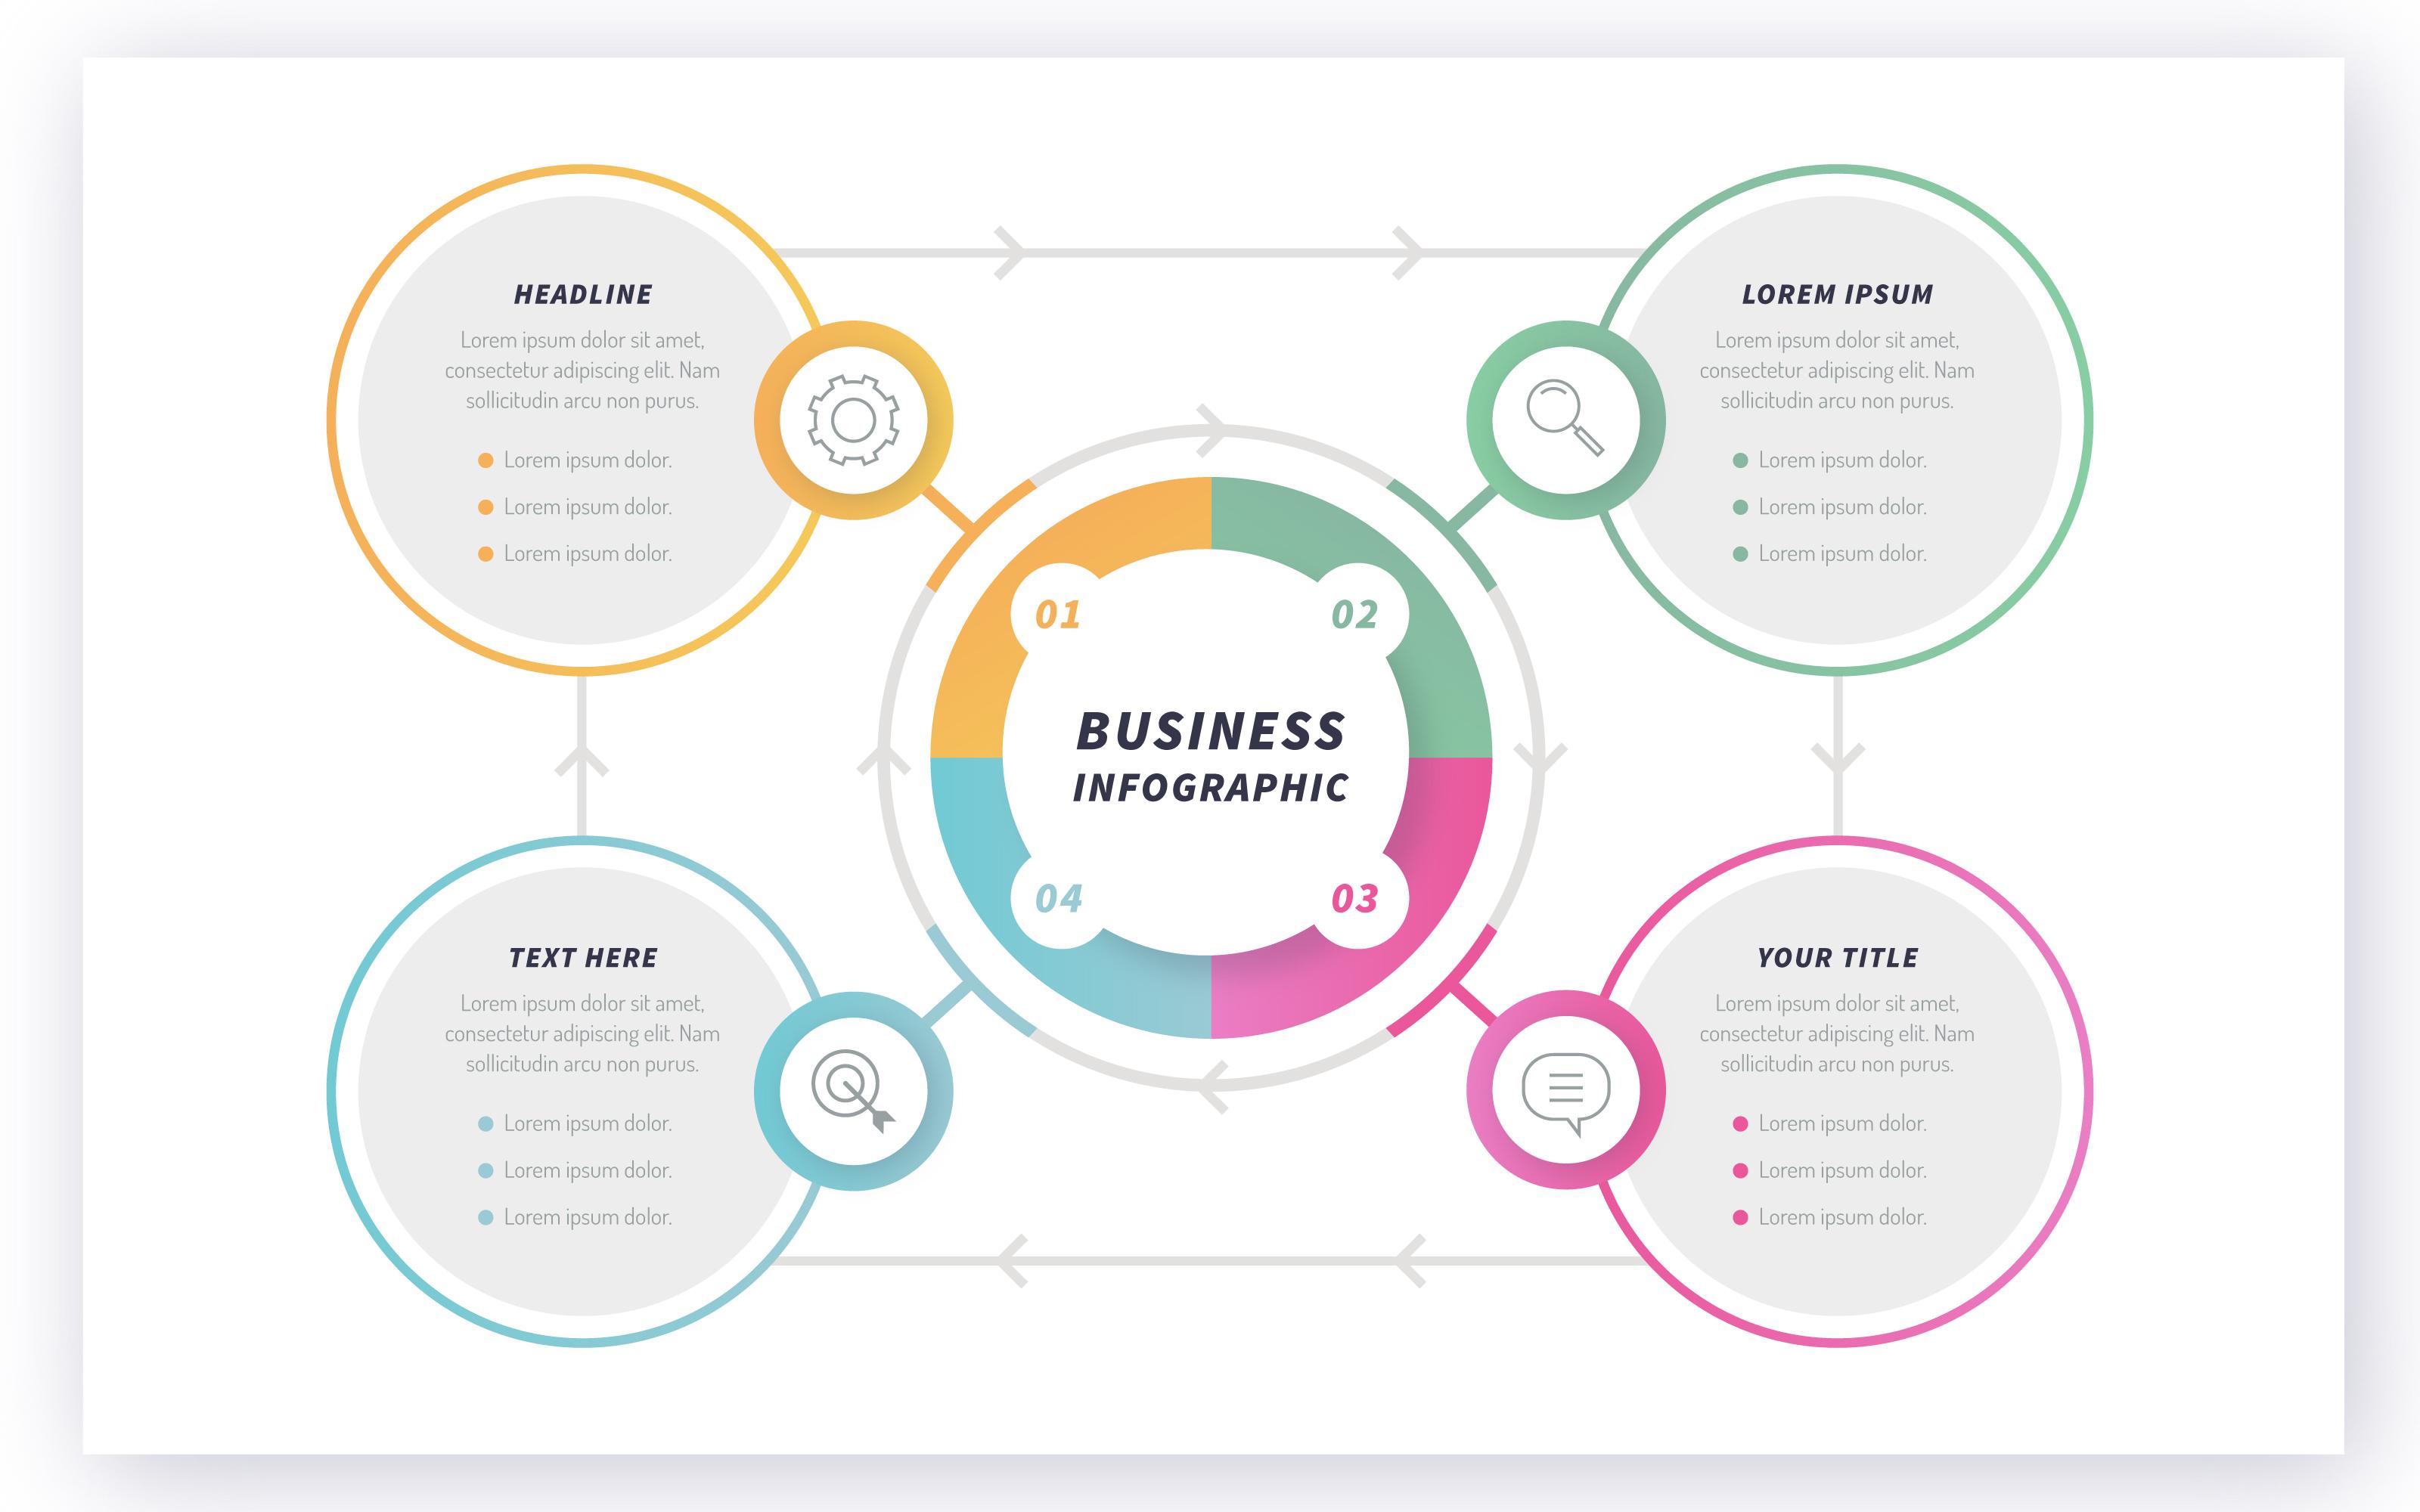 HEADLINE
Lorem ipsum dolor sit amet,
consectetur adipiscing elit. Nam
sollicitudin arcu non purus.
Lorem ipsum dolor.
Lorem ipsum dolor.
Lorem ipsum dolor.
LOREM IPSUM
Lorem ipsum dolor sit amet,
consectetur adipiscing elit. Nam
sollicitudin arcu non purus.
Lorem ipsum dolor.
Lorem ipsum dolor.
Lorem ipsum dolor.
01
02
BUSINESS
INFOGRAPHIC
04
03
TEXT HERE
Lorem ipsum dolor sit amet,
consectetur adipiscing elit. Nam
sollicitudin arcu non purus.
Lorem ipsum dolor.
Lorem ipsum dolor.
Lorem ipsum dolor.
YOUR TITLE
Lorem ipsum dolor sit amet,
consectetur adipiscing elit. Nam
sollicitudin arcu non purus.
Lorem ipsum dolor.
Lorem ipsum dolor.
Lorem ipsum dolor.